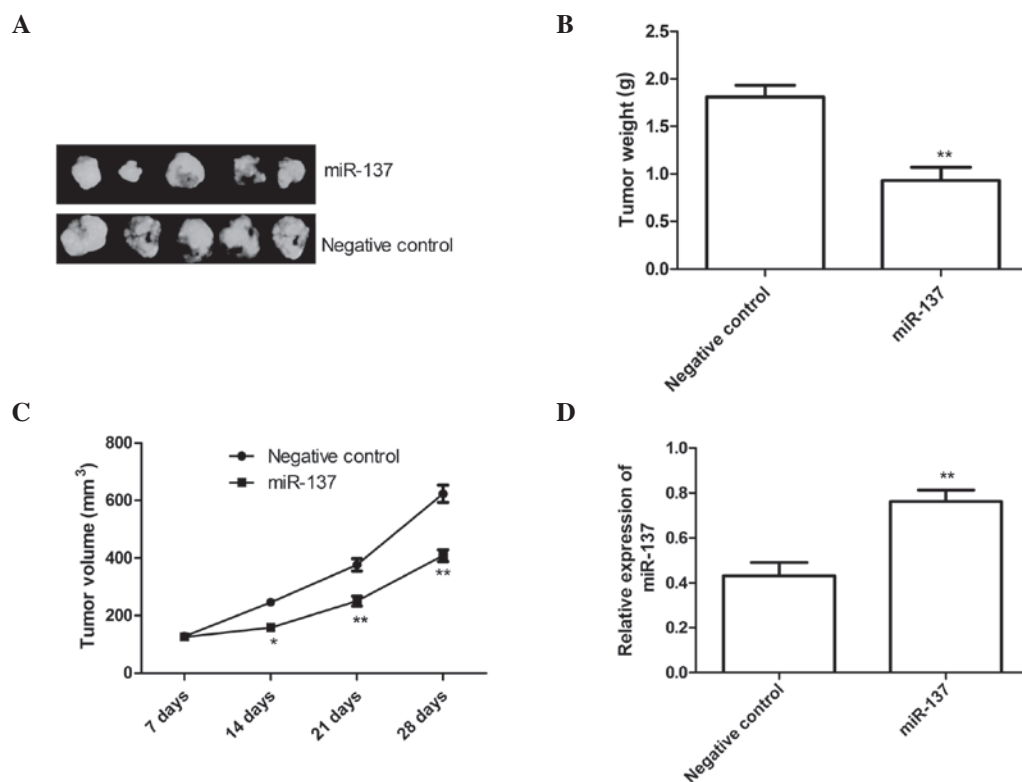 A
miR-137
Negative control
B
Tumor weight (g)
2.5
2.0
1.5
1.0
0.5
0.0
**
Negative control
miR-137
C
Tumor volume (mm³)
800
600
400
200
0
Negative control
miR-137
*
**
**
7 days
14 days
21 days
28 days
D
Relative expression of
miR-137
1.0
0.8
0.6
0.4
0.2
0.0
**
Negative control
miR-137